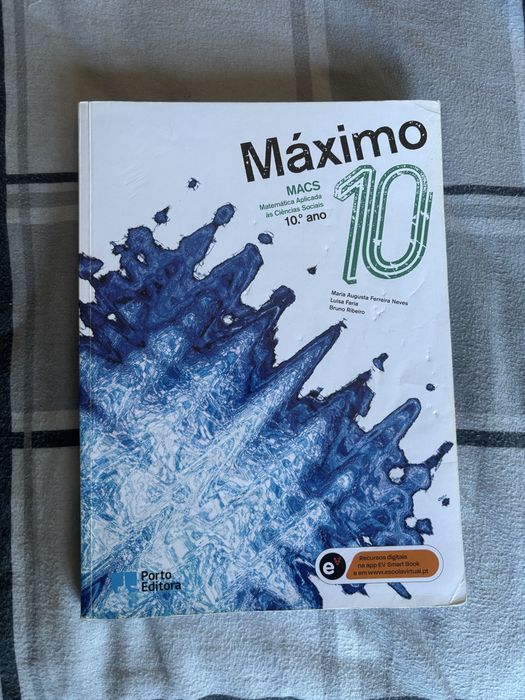 Máximo
10
MACS
Matemática Aplicada
às Ciências Sociais
10.º ano
Maria Augusta Ferreira Neves
Luísa Faria
Bruno Ribeiro
Porto
Editora
ev
Recursos digitais
na app EV Smart Book
e em www.escolavirtual.pt